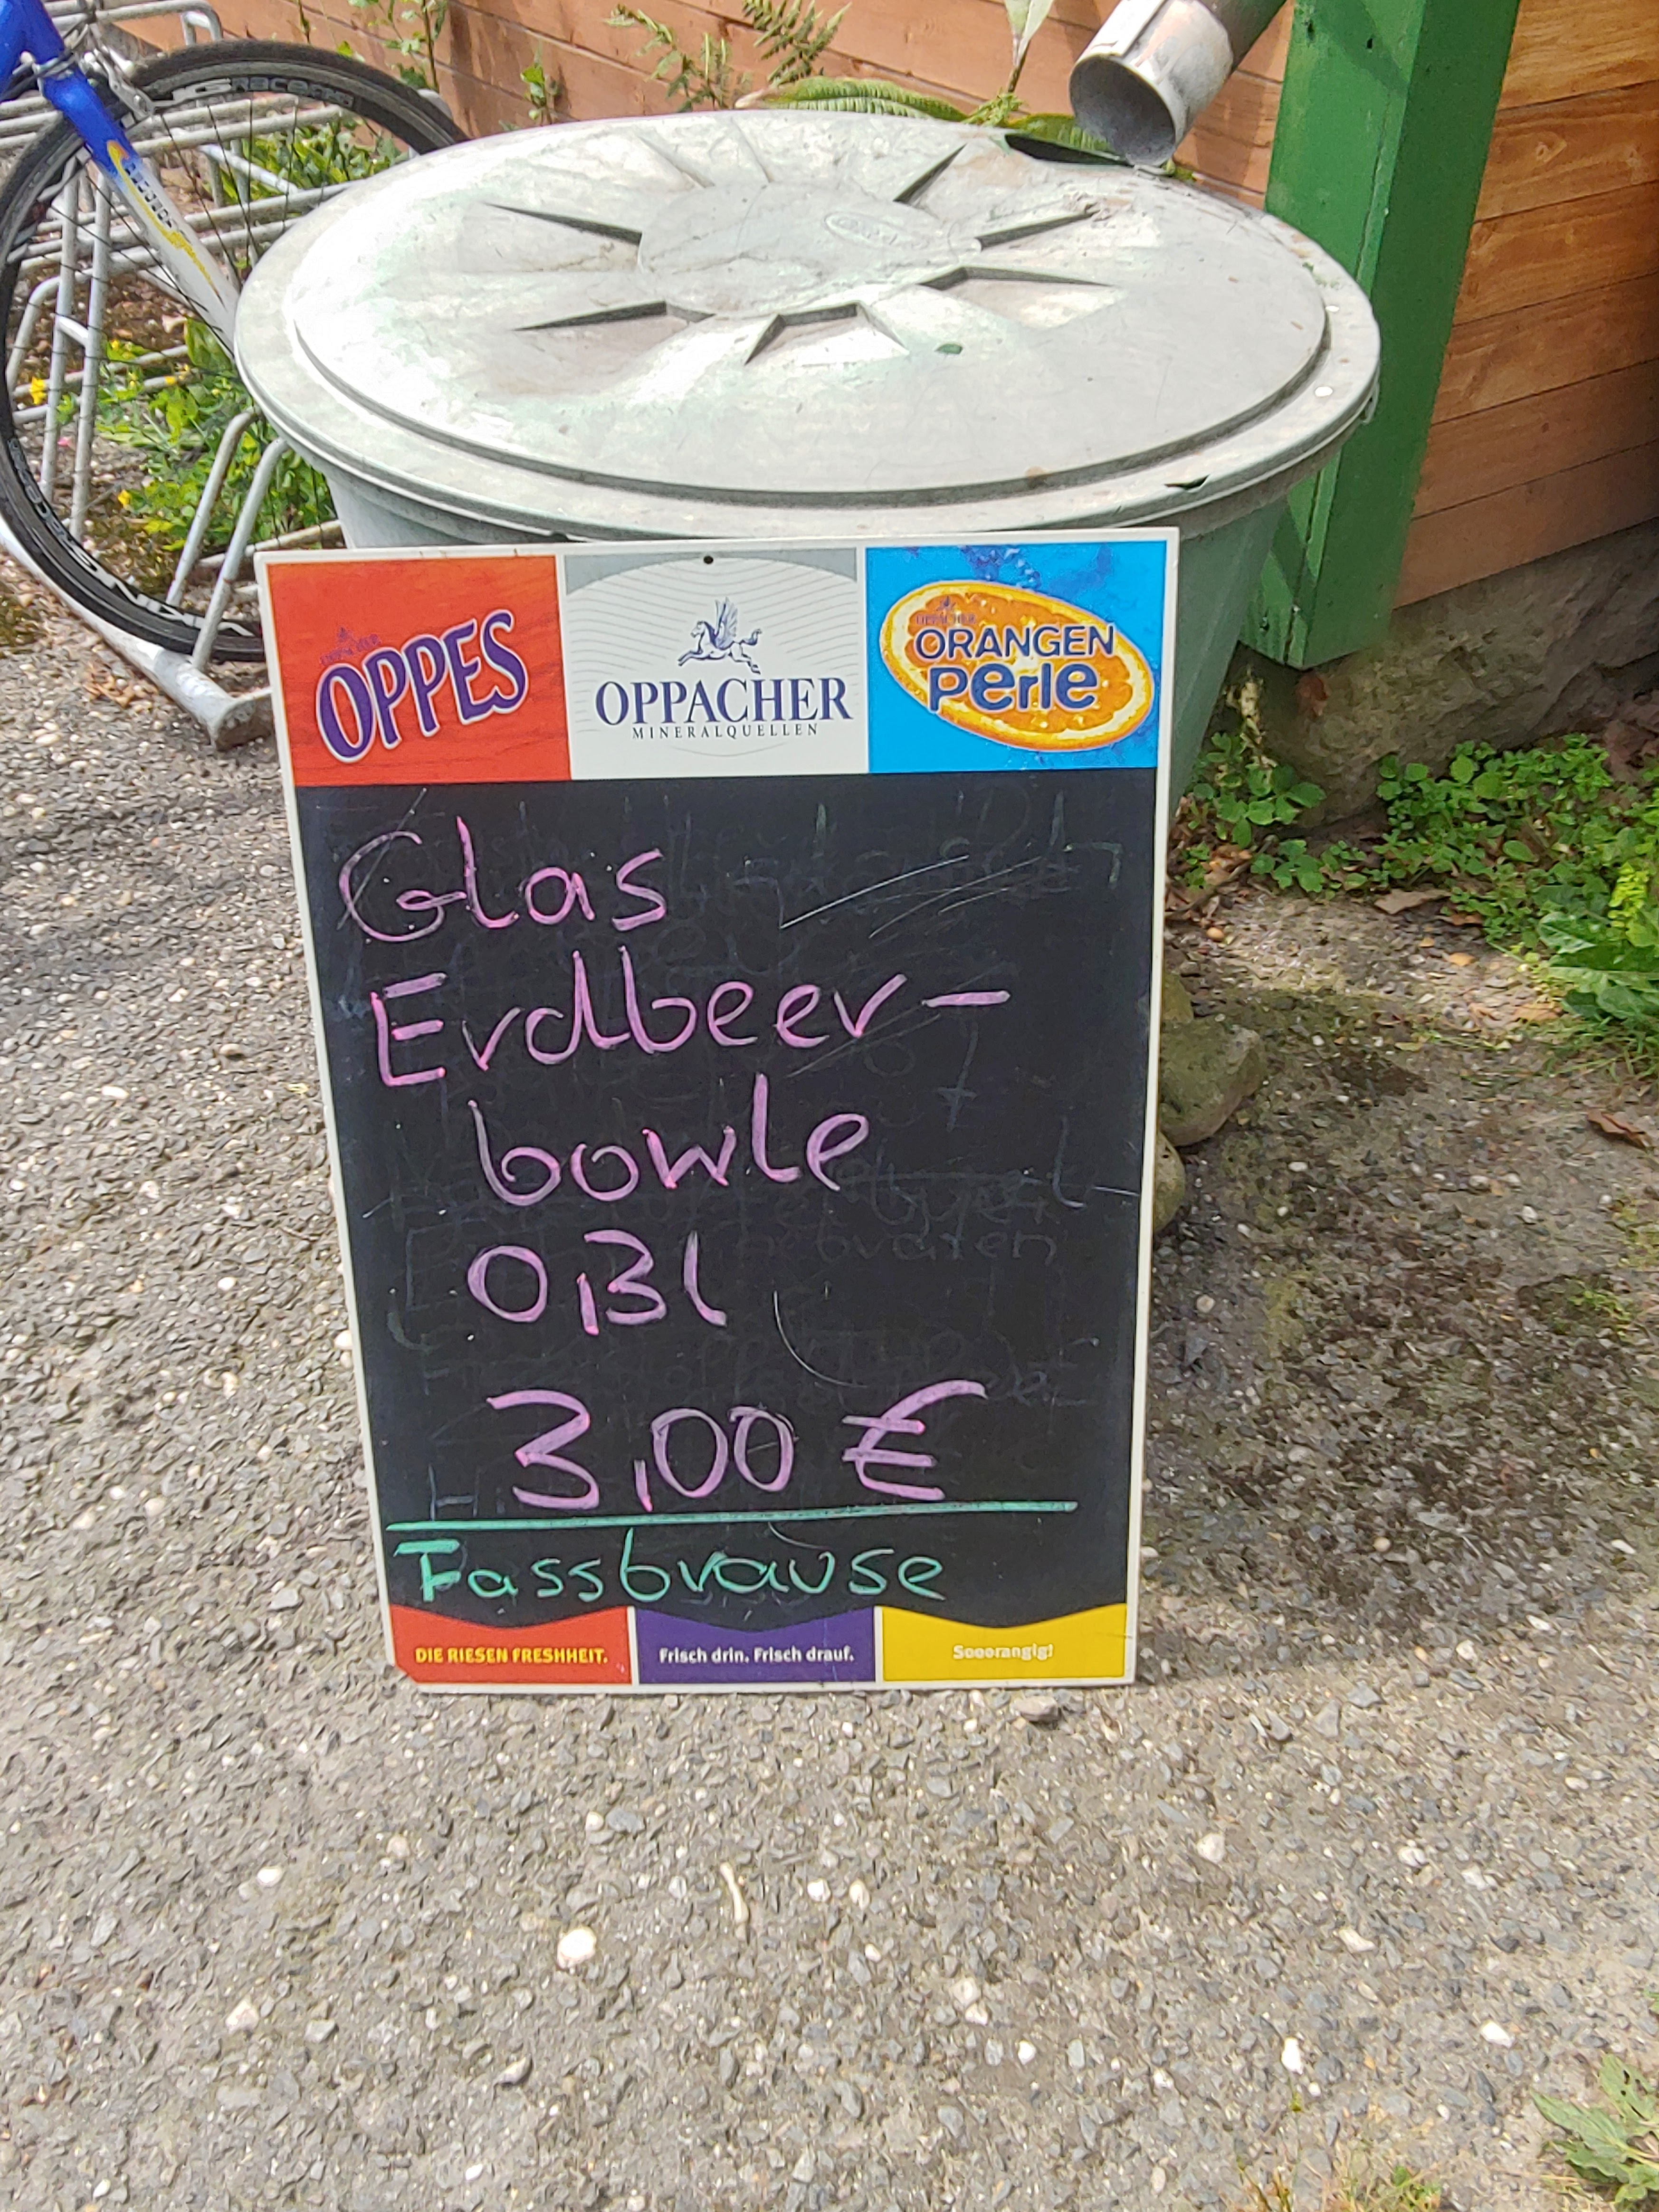 OPPES
OPPACHER
MINERALQUELLEN
OPPACHER
ORANGEN
Perle
Glas
Erdbeer-
bowle
0,3l
3,00 €
Fassbrause
DIE RIESEN FRESHHEIT.
Frisch drin. Frisch drauf.
Sooorangig!